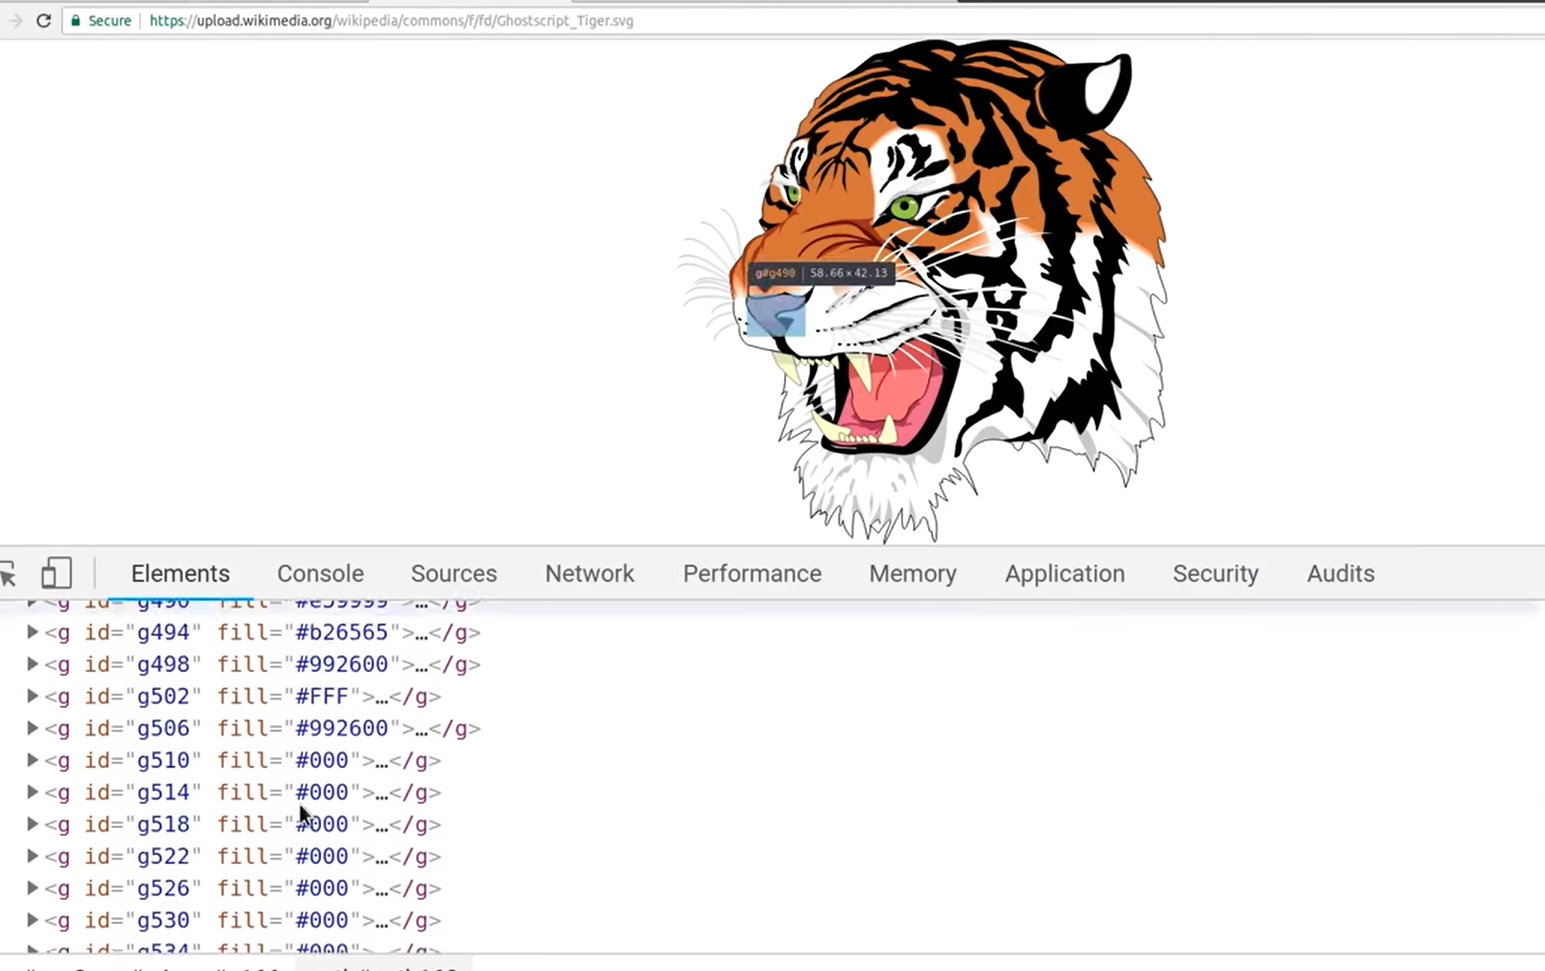 Secure https://upload.wikimedia.org/wikipedia/commons/f/fd/Ghostscript_Tiger.svg
g#g490 58.66×42.13
Elements Console Sources Network Performance Memory Application Security Audits
<g id="g490" fill="#e59999">…</g>
<g id="g494" fill="#b26565">…</g>
<g id="g498" fill="#992600">…</g>
<g id="g502" fill="#FFF">…</g>
<g id="g506" fill="#992600">…</g>
<g id="g510" fill="#000">…</g>
<g id="g514" fill="#000">…</g>
<g id="g518" fill="#000">…</g>
<g id="g522" fill="#000">…</g>
<g id="g526" fill="#000">…</g>
<g id="g530" fill="#000">…</g>
<g id="g534" fill="#000">…</g>